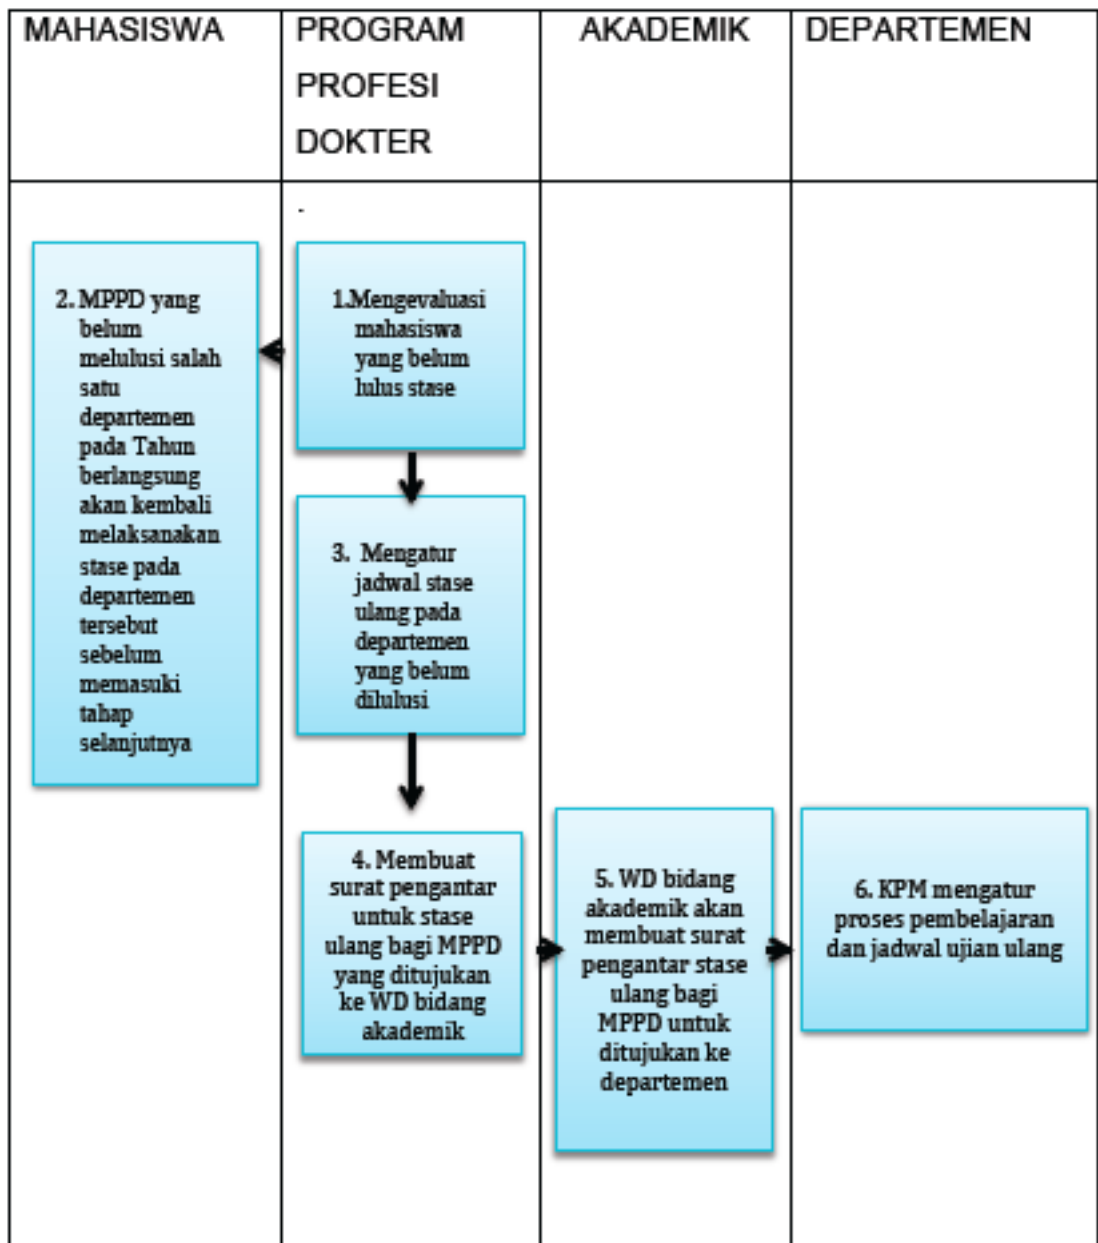 MAHASISWA
PROGRAM
PROFESI
DOKTER
AKADEMIK
DEPARTEMEN
1.Mengevaluasi
mahasiswa
yang belum
lulus stase
2. MPPD yang
belum
melulusi salah
satu
departemen
pada Tahun
berlangsung
akan kembali
melaksanakan
stase pada
departemen
tersebut
sebelum
memasuki
tahap
selanjutnya
3. Mengatur
jadwal stase
ulang pada
departemen
yang belum
dilulusi
4. Membuat
surat pengantar
untuk stase
ulang bagi MPPD
yang ditujukan
ke WD bidang
akademik
5. WD bidang
akademik akan
membuat surat
pengantar stase
ulang bagi
MPPD untuk
ditujukan ke
departemen
6. KPM mengatur
proses pembelajaran
dan jadwal ujian ulang